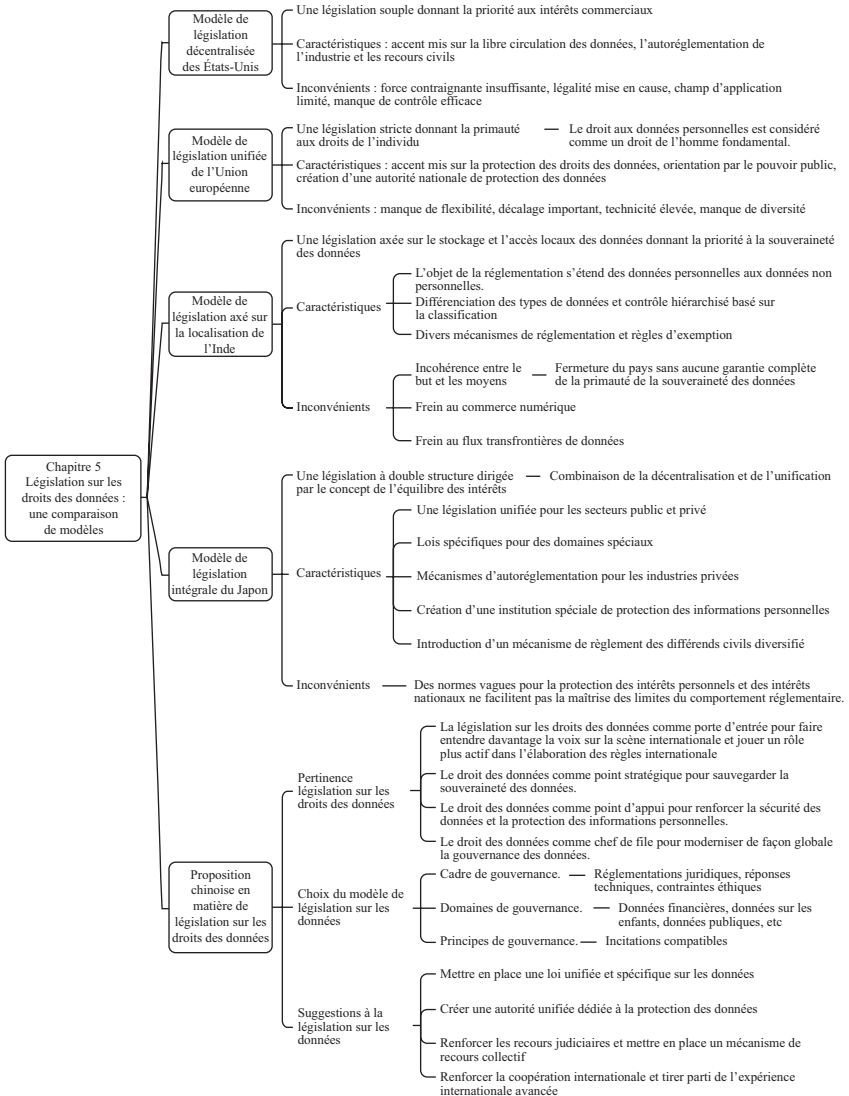 Chapitre 5
Législation sur les
droits des données :
une comparaison
de modèles
Modèle de
législation
décentralisée
des États-Unis
Une législation souple donnant la priorité aux intérêts commerciaux
Caractéristiques : accent mis sur la libre circulation des données, l’autoréglementation de
l’industrie et les recours civils
Inconvénients : force contraignante insuffisante, légalité mise en cause, champ d’application
limité, manque de contrôle efficace
Modèle de
législation unifiée
de l’Union
européenne
Une législation stricte donnant la primauté
aux droits de l’individu
Le droit aux données personnelles est considéré
comme un droit de l’homme fondamental.
Caractéristiques : accent mis sur la protection des droits des données, orientation par le pouvoir public,
création d’une autorité nationale de protection des données
Inconvénients : manque de flexibilité, décalage important, technicité élevée, manque de diversité
Modèle de
législation axé sur
la localisation de
l’Inde
Une législation axée sur le stockage et l’accès locaux des données donnant la priorité à la souveraineté
des données
Caractéristiques
L’objet de la réglementation s’étend des données personnelles aux données non
personnelles.
Différenciation des types de données et contrôle hiérarchisé basé sur
la classification
Divers mécanismes de réglementation et règles d’exemption
Inconvénients
Incohérence entre le
but et les moyens
Fermeture du pays sans aucune garantie complète
de la primauté de la souveraineté des données
Frein au commerce numérique
Frein au flux transfrontières de données
Modèle de
législation
intégrale du Japon
Une législation à double structure dirigée
par le concept de l’équilibre des intérêts
Combinaison de la décentralisation et de l’unification
Caractéristiques
Une législation unifiée pour les secteurs public et privé
Lois spécifiques pour des domaines spéciaux
Mécanismes d’autoréglementation pour les industries privées
Création d’une institution spéciale de protection des informations personnelles
Introduction d’un mécanisme de règlement des différends civils diversifié
Inconvénients
Des normes vagues pour la protection des intérêts personnels et des intérêts
nationaux ne facilitent pas la maîtrise des limites du comportement réglementaire.
Proposition
chinoise en
matière de
législation sur les
droits des données
Pertinence
législation sur les
droits des données
La législation sur les droits des données comme porte d’entrée pour faire
entendre davantage la voix sur la scène internationale et jouer un rôle
plus actif dans l’élaboration des règles internationale
Le droit des données comme point stratégique pour sauvegarder la
souveraineté des données.
Le droit des données comme point d’appui pour renforcer la sécurité des
données et la protection des informations personnelles.
Le droit des données comme chef de file pour moderniser de façon globale
la gouvernance des données.
Choix du modèle de
législation sur les
données
Cadre de gouvernance.
Réglementations juridiques, réponses
techniques, contraintes éthiques
Domaines de gouvernance.
Données financières, données sur les
enfants, données publiques, etc
Principes de gouvernance.
Incitations compatibles
Suggestions à la
législation sur les
données
Mettre en place une loi unifiée et spécifique sur les données
Créer une autorité unifiée dédiée à la protection des données
Renforcer les recours judiciaires et mettre en place un mécanisme de
recours collectif
Renforcer la coopération internationale et tirer parti de l’expérience
internationale avancée